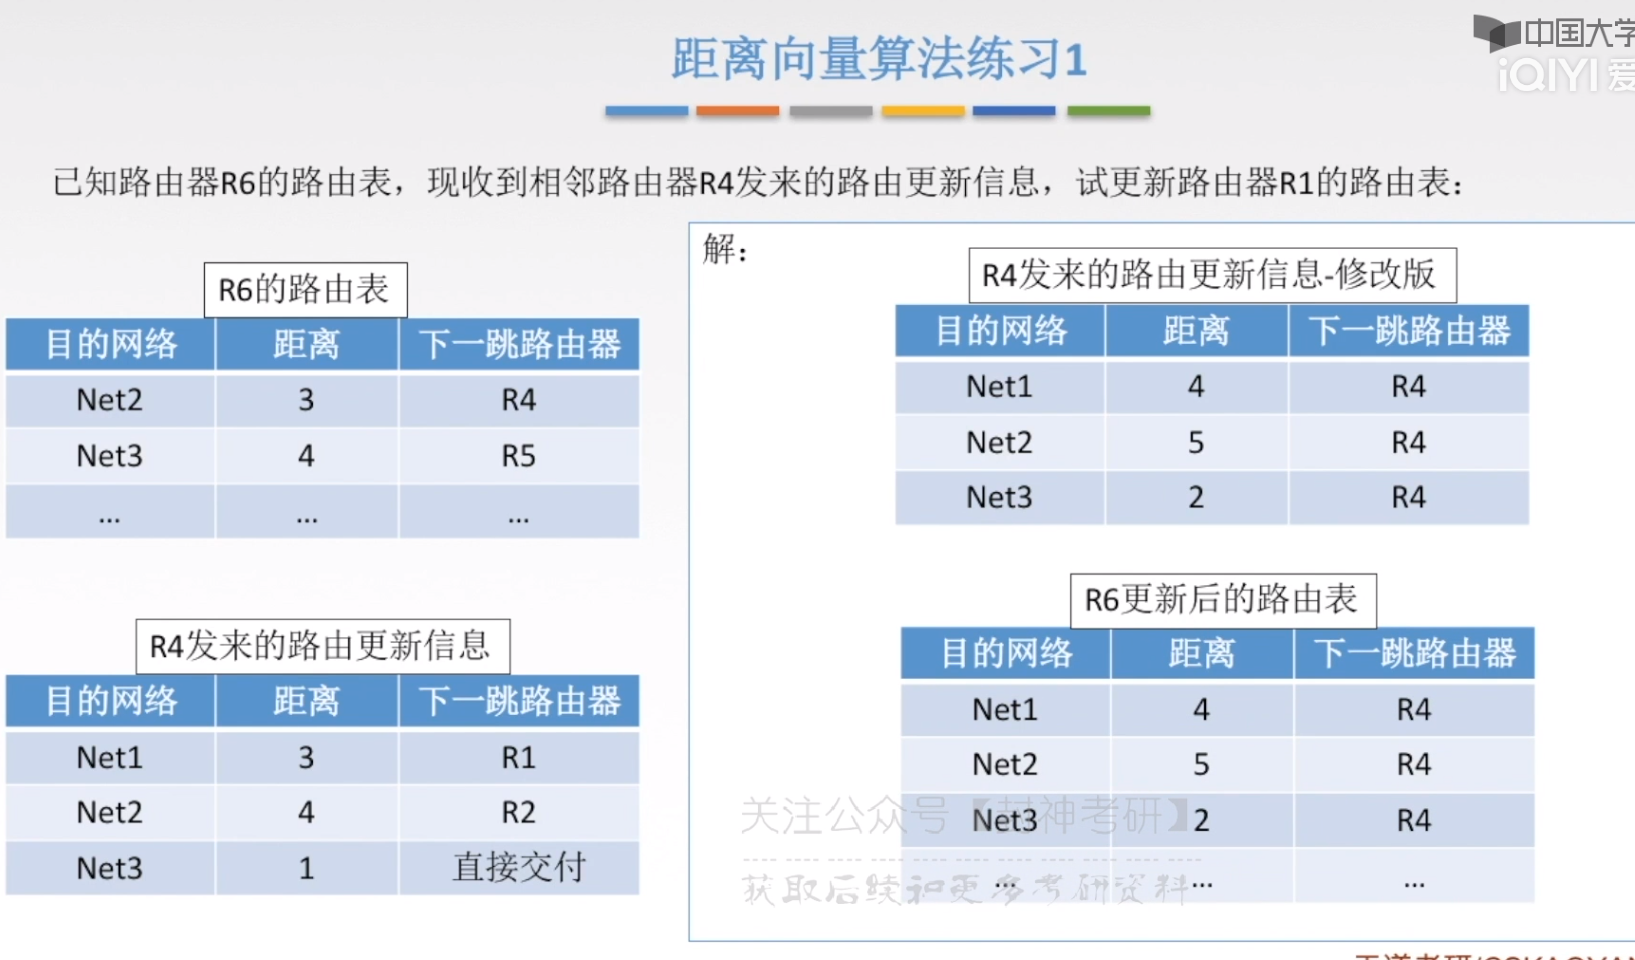 中国大学
iQIYI 爱
距离向量算法练习1
已知路由器R6的路由表，现收到相邻路由器R4发来的路由更新信息，试更新路由器R1的路由表：
R6的路由表
目的网络 距离 下一跳路由器
Net2 3 R4
Net3 4 R5
... ... ...
R4发来的路由更新信息
目的网络 距离 下一跳路由器
Net1 3 R1
Net2 4 R2
Net3 1 直接交付
解：
R4发来的路由更新信息-修改版
目的网络 距离 下一跳路由器
Net1 4 R4
Net2 5 R4
Net3 2 R4
R6更新后的路由表
目的网络 距离 下一跳路由器
Net1 4 R4
Net2 5 R4
Net3 2 R4
... ... ...
关注公众号【封神考研】
获取后续和更多考研资料